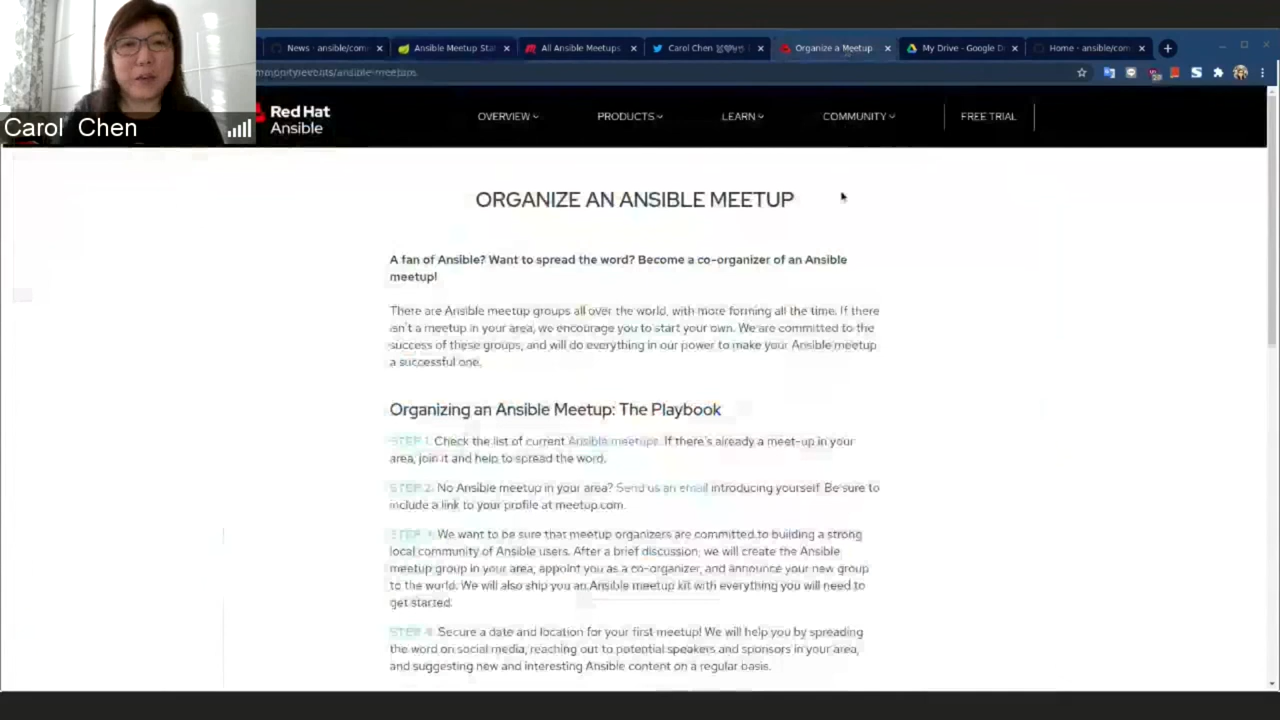 News - ansible/com
Ansible Meetup Sta
All Ansible Meetups
Carol Chen
Organize a Meetup
My Drive - Google D
Home - ansible/com
mmunity/events/ansible-meetups
Carol Chen
Red Hat
Ansible
OVERVIEW
PRODUCTS
LEARN
COMMUNITY
FREE TRIAL
ORGANIZE AN ANSIBLE MEETUP
A fan of Ansible? Want to spread the word? Become a co-organizer of an Ansible
meetup!
There are Ansible meetup groups all over the world, with more forming all the time. If there
isn't a meetup in your area, we encourage you to start your own. We are committed to the
success of these groups, and will do everything in our power to make your Ansible meetup
a successful one.
Organizing an Ansible Meetup: The Playbook
STEP 1. Check the list of current Ansible meetups. If there's already a meet-up in your
area, join it and help to spread the word.
STEP 2. No Ansible meetup in your area? Send us an email introducing yourself. Be sure to
include a link to your profile at meetup.com.
STEP 3. We want to be sure that meetup organizers are committed to building a strong
local community of Ansible users. After a brief discussion, we will create the Ansible
meetup group in your area, appoint you as a co-organizer, and announce your new group
to the world. We will also ship you an Ansible meetup kit with everything you will need to
get started.
STEP 4. Secure a date and location for your first meetup! We will help you by spreading
the word on social media, reaching out to potential speakers and sponsors in your area,
and suggesting new and interesting Ansible content on a regular basis.